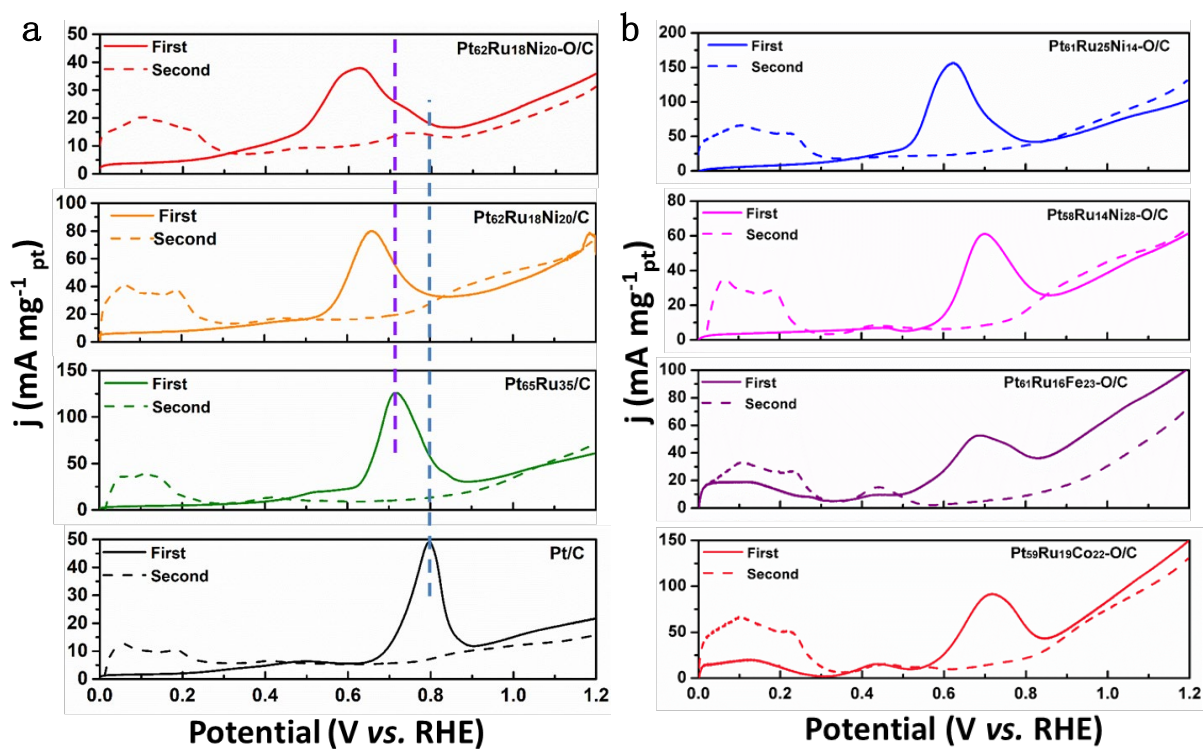 a
j (mA mg⁻¹ pt)
50
40
30
20
10
0
First
Second
Pt62Ru18Ni20-O/C
100
80
60
40
20
0
First
Second
Pt62Ru18Ni20/C
150
100
50
0
First
Second
Pt65Ru35/C
50
40
30
20
10
0
First
Second
Pt/C
0.0 0.2 0.4 0.6 0.8 1.0 1.2
Potential (V vs. RHE)
b
j (mA mg⁻¹ pt)
200
150
100
50
0
First
Second
Pt61Ru25Ni14-O/C
80
60
40
20
0
First
Second
Pt58Ru14Ni28-O/C
100
80
60
40
20
0
First
Second
Pt61Ru16Fe23-O/C
150
100
50
0
First
Second
Pt59Ru19Co22-O/C
0.0 0.2 0.4 0.6 0.8 1.0 1.2
Potential (V vs. RHE)